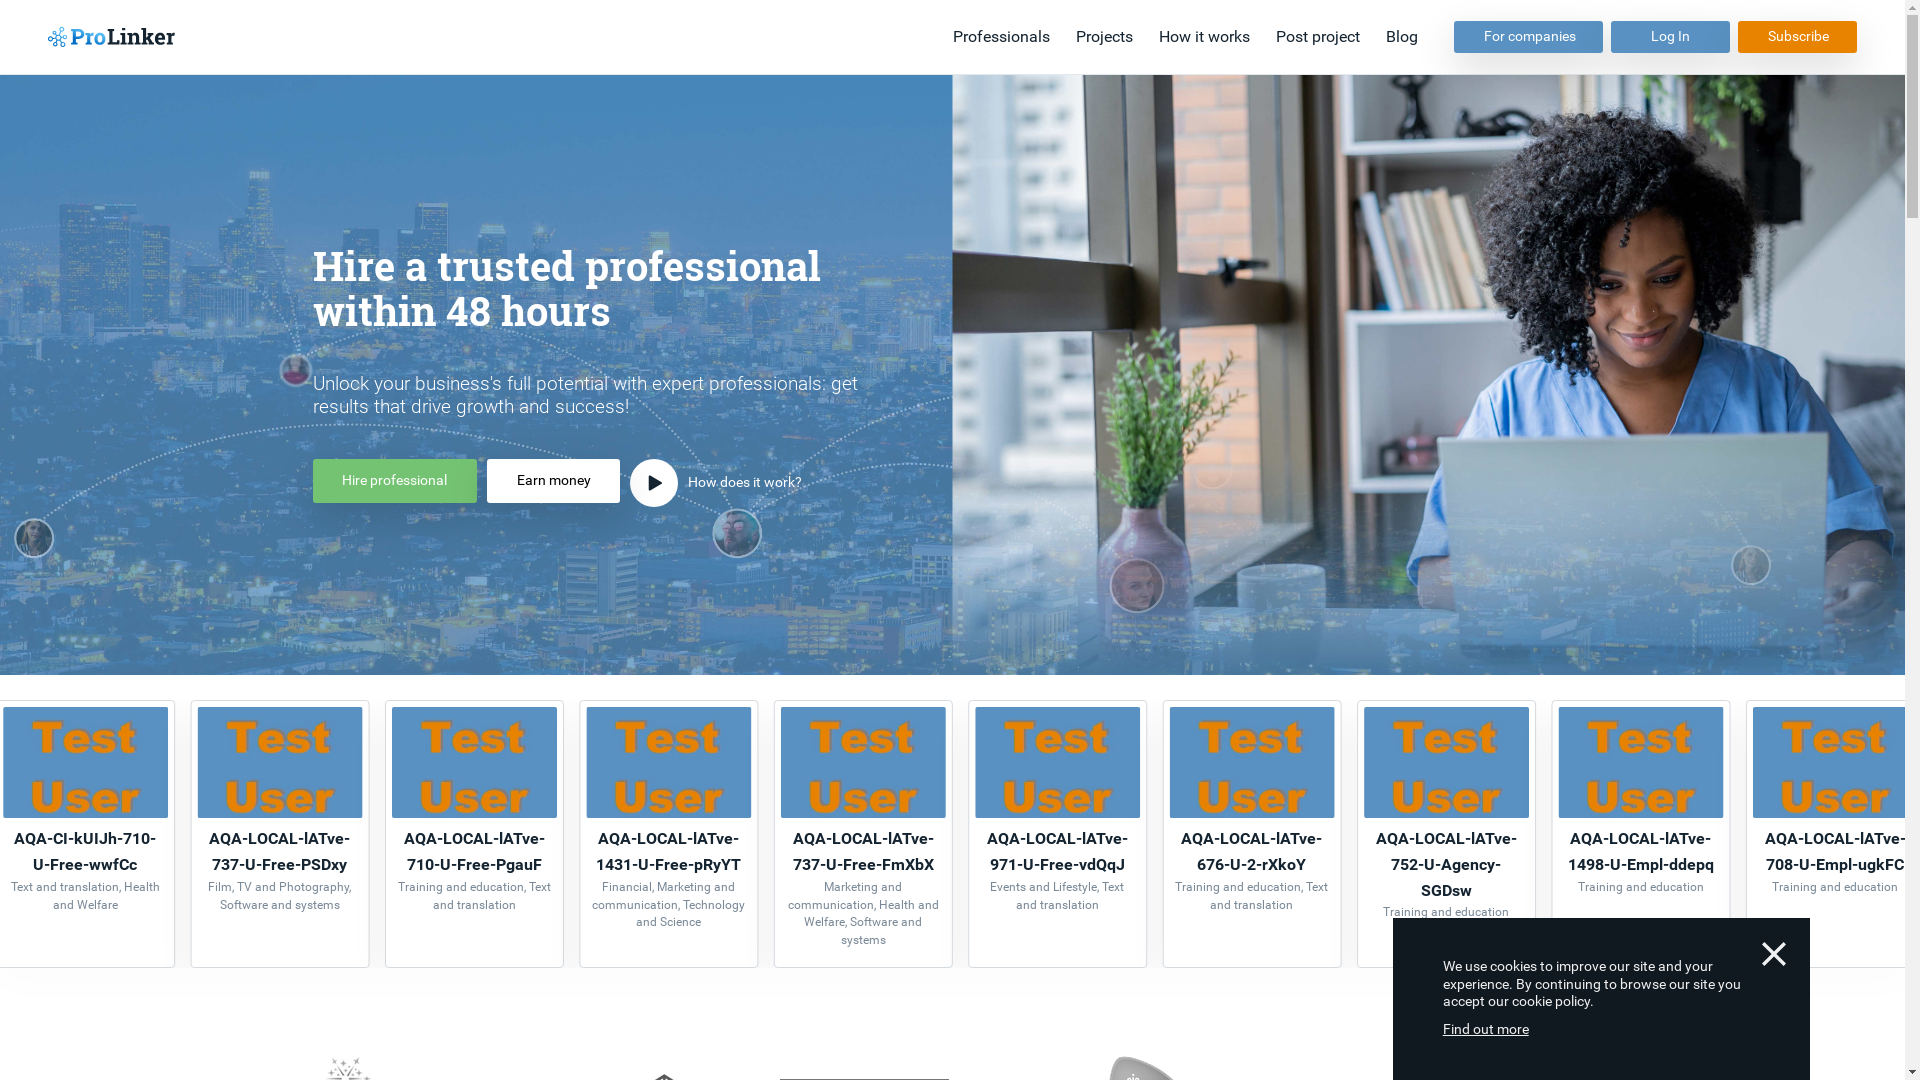 ProLinker
Professionals
Projects
How it works
Post project
Blog
For companies
Log In
Subscribe
Hire a trusted professional
within 48 hours
Unlock your business's full potential with expert professionals: get
results that drive growth and success!
Hire professional
Earn money
How does it work?
Test
User
AQA-CI-kUIJh-710-
U-Free-wwfCc
Text and translation, Health
and Welfare
Test
User
AQA-LOCAL-lATve-
737-U-Free-PSDxy
Film, TV and Photography,
Software and systems
Test
User
AQA-LOCAL-lATve-
710-U-Free-PgauF
Training and education, Text
and translation
Test
User
AQA-LOCAL-lATve-
1431-U-Free-pRyYT
Financial, Marketing and
communication, Technology
and Science
Test
User
AQA-LOCAL-lATve-
737-U-Free-FmXbX
Marketing and
communication, Health and
Welfare, Software and
systems
Test
User
AQA-LOCAL-lATve-
971-U-Free-vdQqJ
Events and Lifestyle, Text
and translation
Test
User
AQA-LOCAL-lATve-
676-U-2-rXkoY
Training and education, Text
and translation
Test
User
AQA-LOCAL-lATve-
752-U-Agency-
SGDsw
Training and education
Test
User
AQA-LOCAL-lATve-
1498-U-Empl-ddepq
Training and education
Test
User
AQA-LOCAL-lATve-
708-U-Empl-ugkFC
Training and education
We use cookies to improve our site and your
experience. By continuing to browse our site you
accept our cookie policy.
Find out more